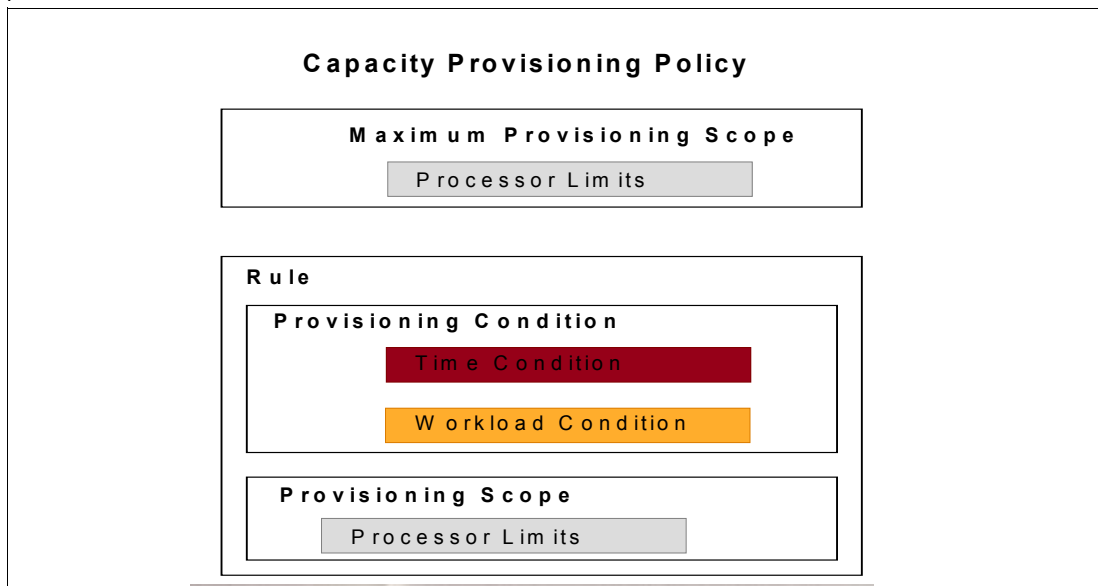 Capacity Provisioning Policy
Maximum Provisioning Scope
Processor Limits
Rule
Provisioning Condition
Time Condition
Workload Condition
Provisioning Scope
Processor Limits